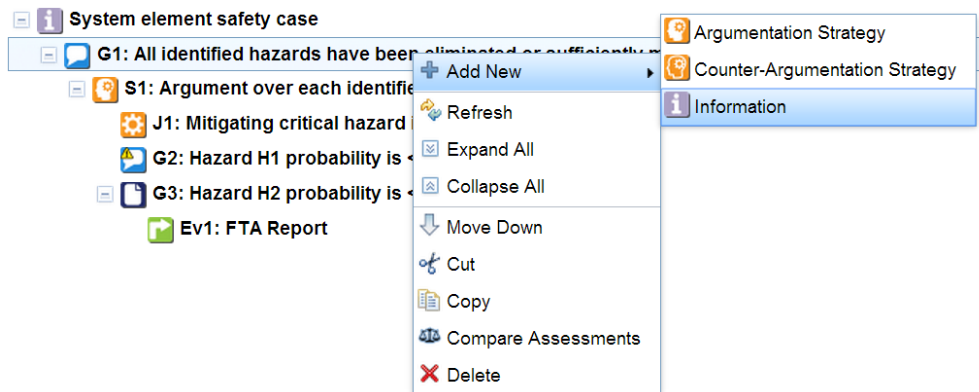 System element safety case
G1: All identified hazards have been eliminated or sufficiently
S1: Argument over each identifie
J1: Mitigating critical hazard
G2: Hazard H1 probability is <
G3: Hazard H2 probability is <
Ev1: FTA Report
Add New
Refresh
Expand All
Collapse All
Move Down
Cut
Copy
Compare Assessments
Delete
Argumentation Strategy
Counter-Argumentation Strategy
Information